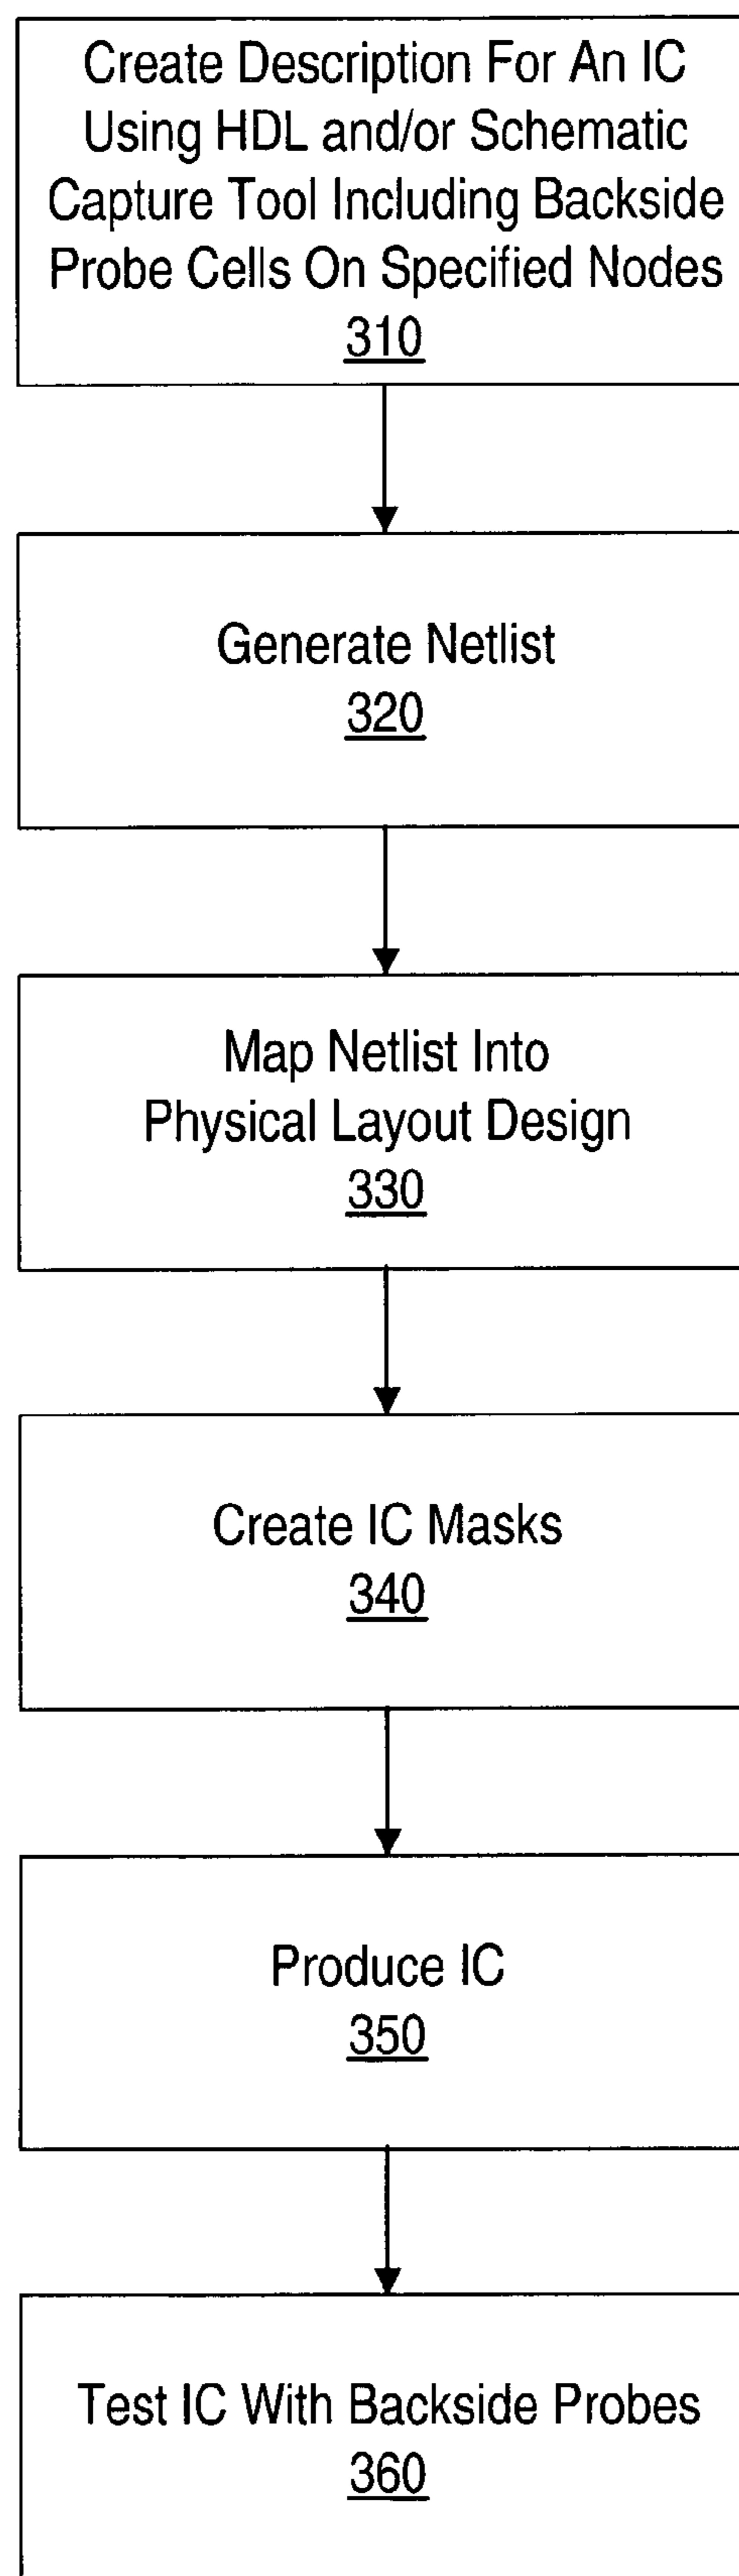 Create Description For An IC
Using HDL and/or Schematic
Capture Tool Including Backside
Probe Cells On Specified Nodes
310
Generate Netlist
320
Map Netlist Into
Physical Layout Design
330
Create IC Masks
340
Produce IC
350
Test IC With Backside Probes
360